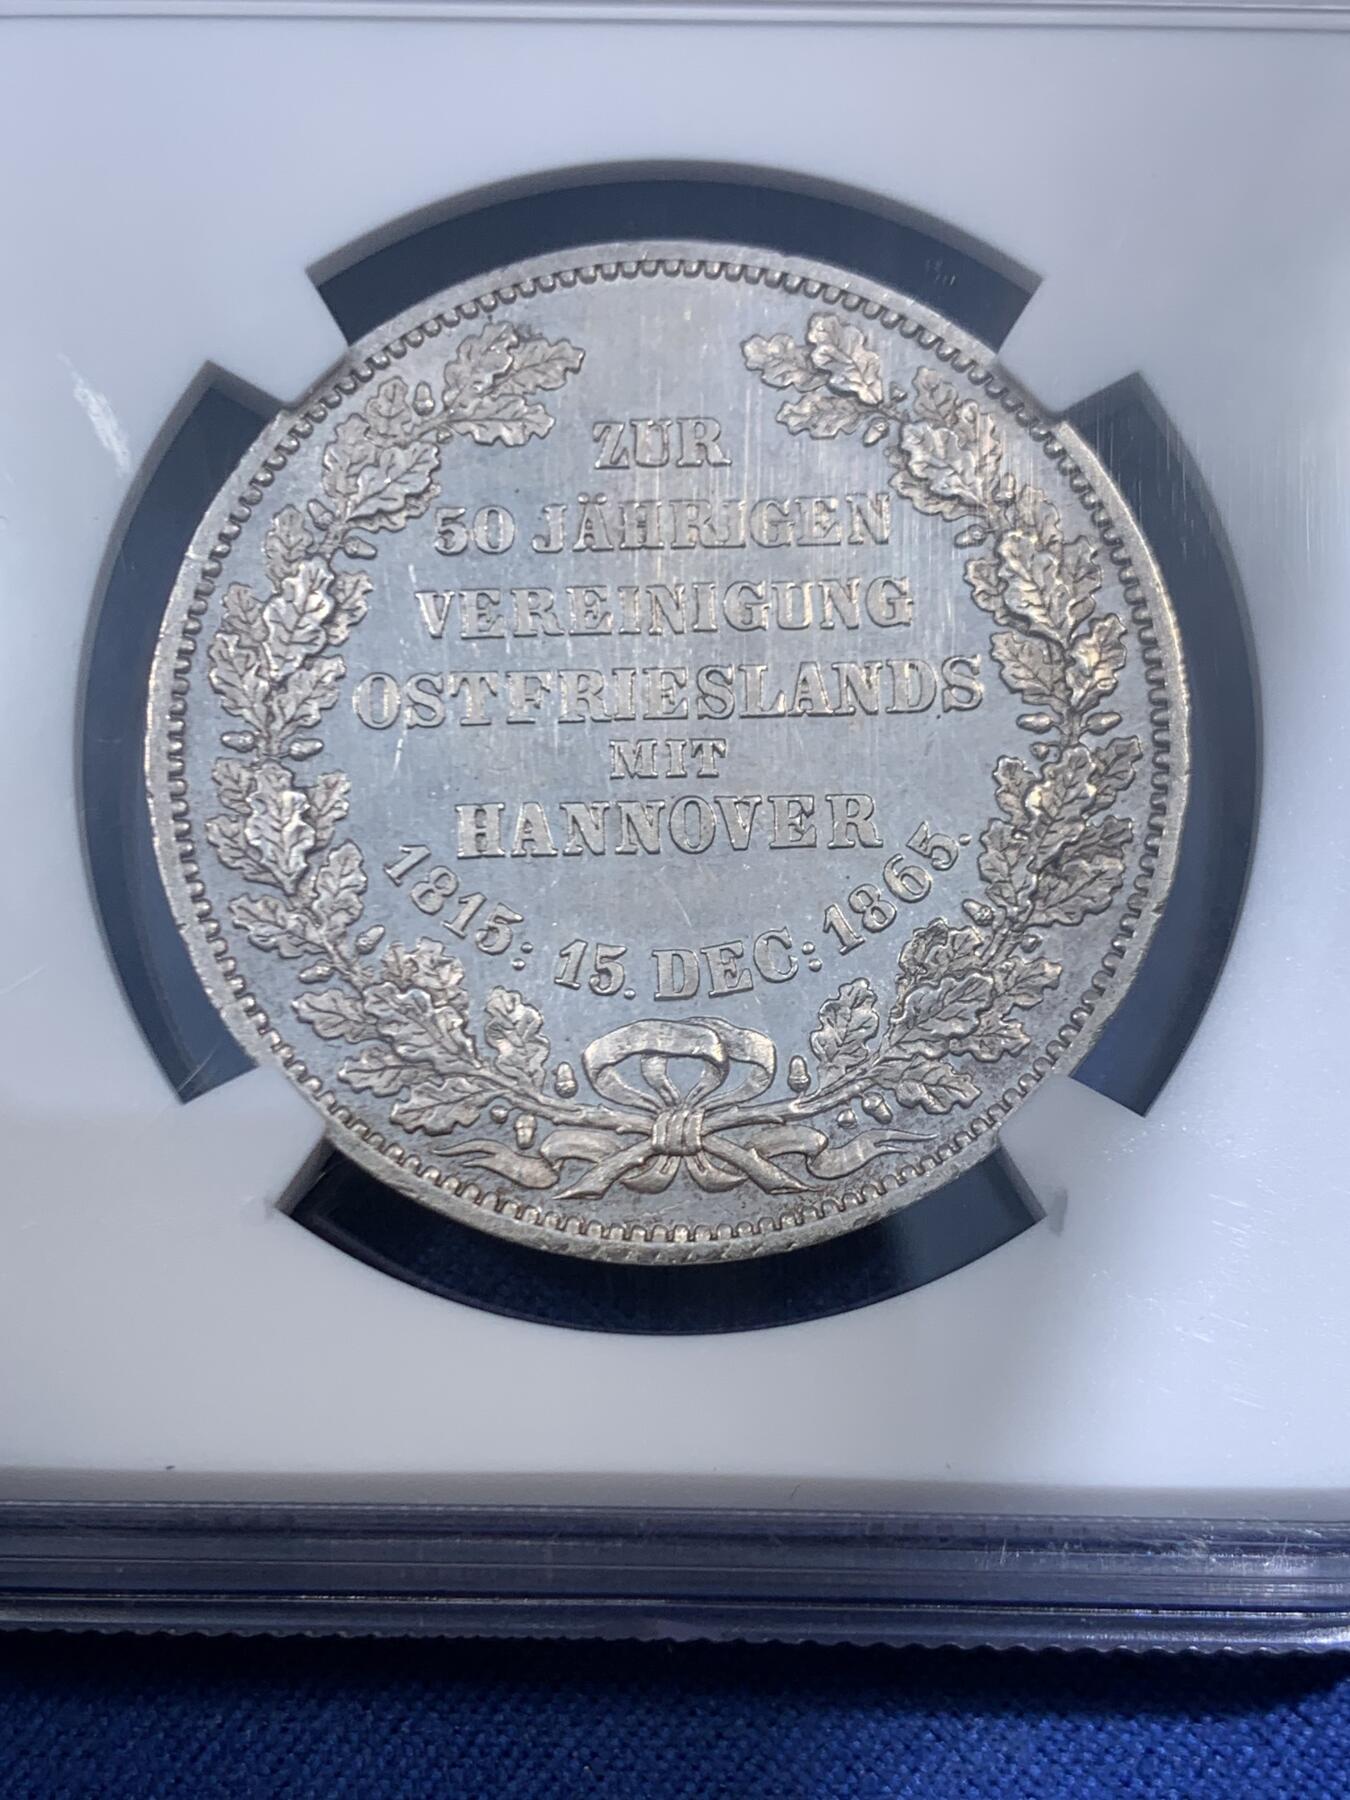 ZUR
50 JÄHRIGEN
VEREINIGUNG
OSTFRIESLANDS
MIT
HANNOVER
1815: 15. DEC: 1865.